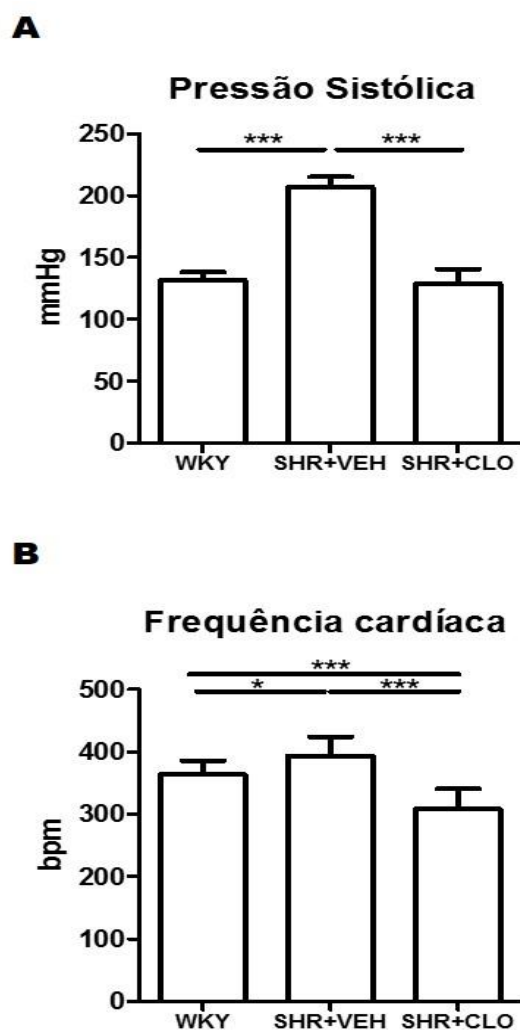 A
Pressão Sistólica
250
***
***
200
150
mmHg
100
50
0
WKY SHR+VEH SHR+CLO
B
Frequência cardíaca
***
500
*
***
400
300
bpm
200
100
0
WKY SHR+VEH SHR+CLO